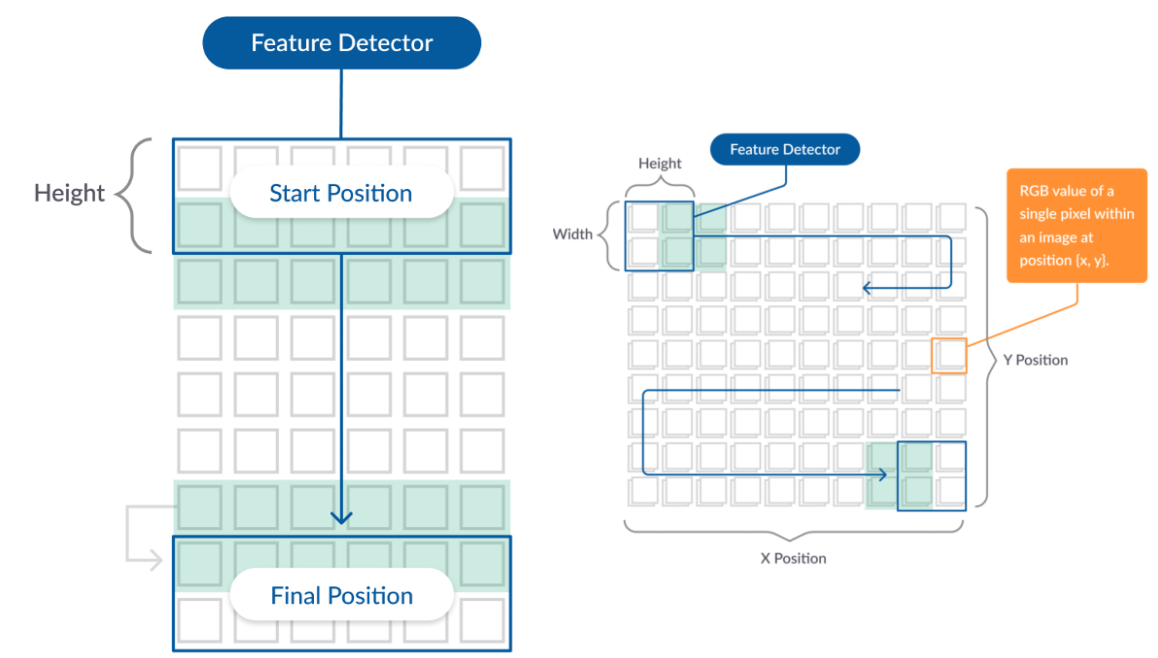 Feature Detector
Height
Start Position
Final Position
Feature Detector
Height
Width
RGB value of a
single pixel within
an image at
position {x, y}.
Y Position
X Position